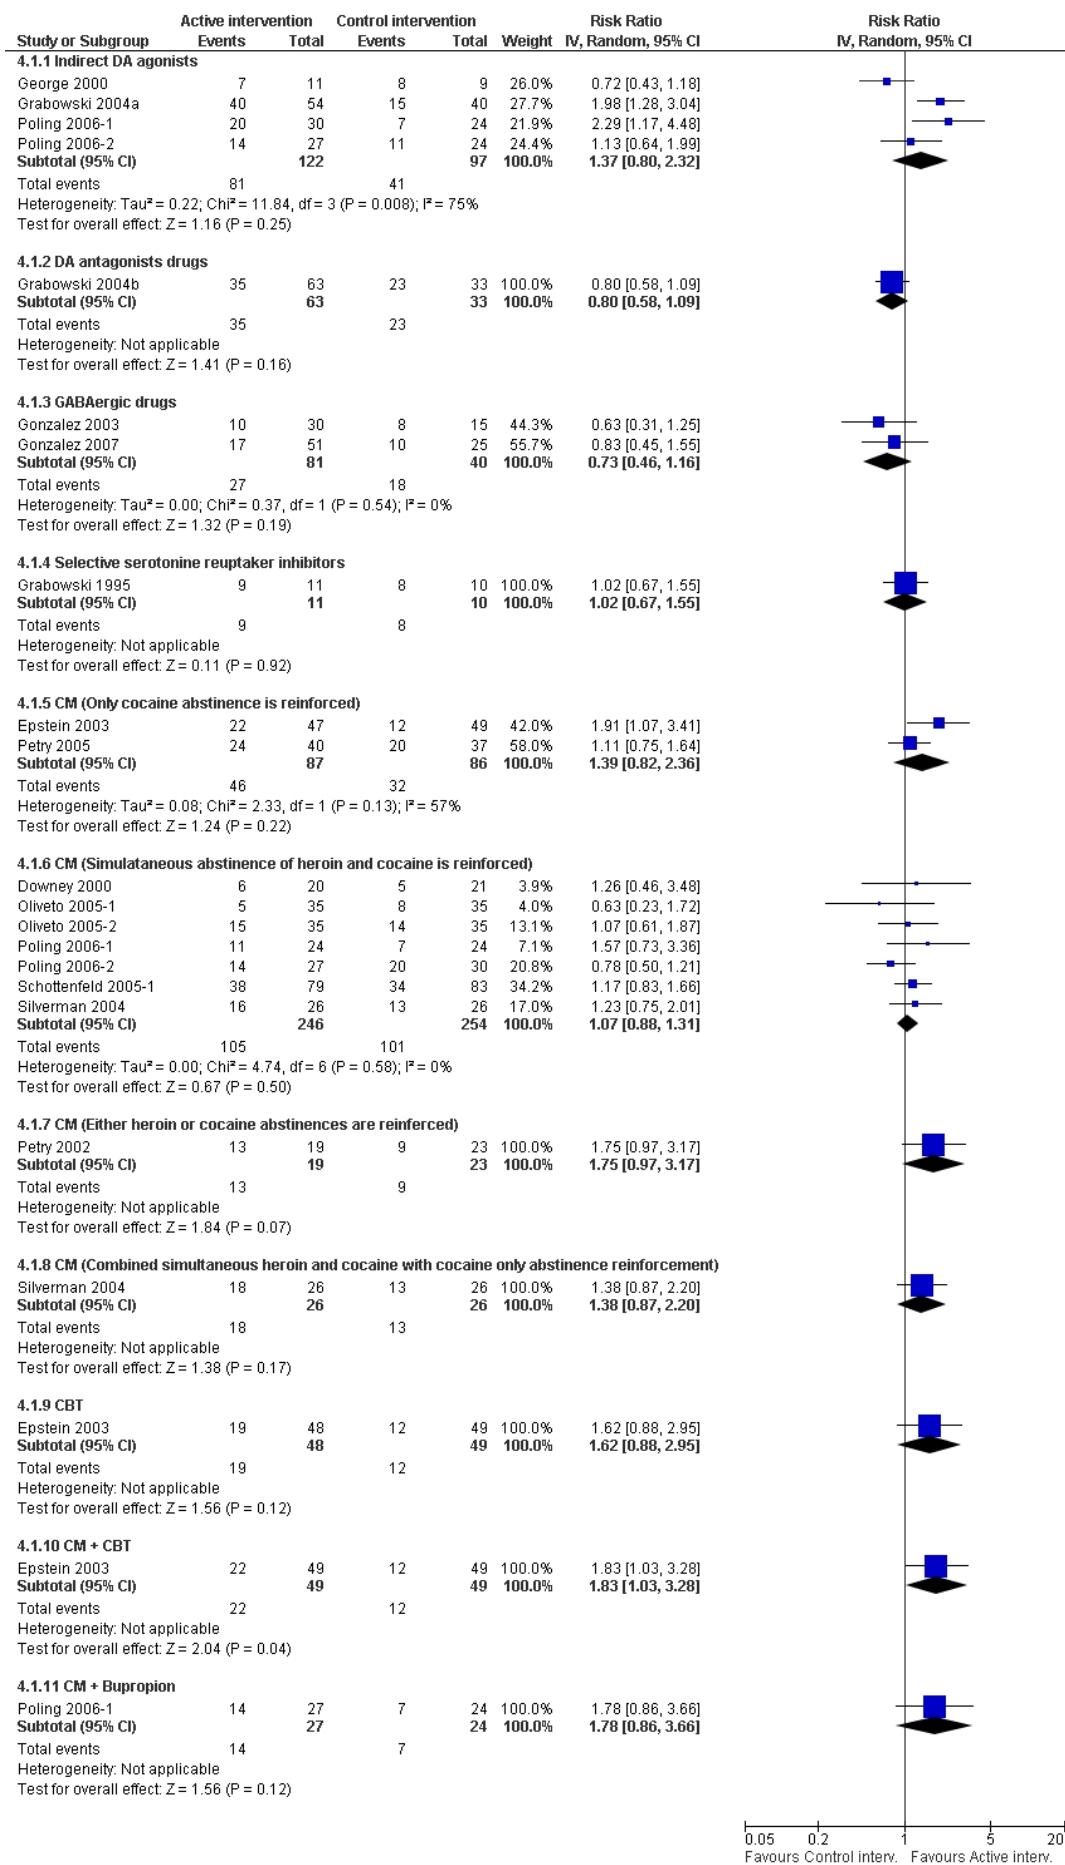 Active intervention Control intervention Risk Ratio Risk Ratio
Study or Subgroup Events Total Events Total Weight IV, Random, 95% CI IV, Random, 95% CI
4.1.1 Indirect DA agonists
George 2000 7 11 8 9 26.0% 0.72 [0.43, 1.18]
Grabowski 2004a 40 54 15 40 27.7% 1.98 [1.28, 3.04]
Poling 2006-1 20 30 7 24 21.9% 2.29 [1.17, 4.48]
Poling 2006-2 14 27 11 24 24.4% 1.13 [0.64, 1.99]
Subtotal (95% CI) 122 97 100.0% 1.37 [0.80, 2.32]
Total events 81 41
Heterogeneity: Tau² = 0.22; Chi² = 11.84, df = 3 (P = 0.008); I² = 75%
Test for overall effect: Z = 1.16 (P = 0.25)
4.1.2 DA antagonists drugs
Grabowski 2004b 35 63 23 33 100.0% 0.80 [0.58, 1.09]
Subtotal (95% CI) 63 33 100.0% 0.80 [0.58, 1.09]
Total events 35 23
Heterogeneity: Not applicable
Test for overall effect: Z = 1.41 (P = 0.16)
4.1.3 GABAergic drugs
Gonzalez 2003 10 30 8 15 44.3% 0.63 [0.31, 1.25]
Gonzalez 2007 17 51 10 25 55.7% 0.83 [0.45, 1.55]
Subtotal (95% CI) 81 40 100.0% 0.73 [0.46, 1.16]
Total events 27 18
Heterogeneity: Tau² = 0.00; Chi² = 0.37, df = 1 (P = 0.54); I² = 0%
Test for overall effect: Z = 1.32 (P = 0.19)
4.1.4 Selective serotonine reuptaker inhibitors
Grabowski 1995 9 11 8 10 100.0% 1.02 [0.67, 1.55]
Subtotal (95% CI) 11 10 100.0% 1.02 [0.67, 1.55]
Total events 9 8
Heterogeneity: Not applicable
Test for overall effect: Z = 0.11 (P = 0.92)
4.1.5 CM (Only cocaine abstinence is reinforced)
Epstein 2003 22 47 12 49 42.0% 1.91 [1.07, 3.41]
Petry 2005 24 40 20 37 58.0% 1.11 [0.75, 1.64]
Subtotal (95% CI) 87 86 100.0% 1.39 [0.82, 2.36]
Total events 46 32
Heterogeneity: Tau² = 0.08; Chi² = 2.33, df = 1 (P = 0.13); I² = 57%
Test for overall effect: Z = 1.24 (P = 0.22)
4.1.6 CM (Simulataneous abstinence of heroin and cocaine is reinforced)
Downey 2000 6 20 5 21 3.9% 1.26 [0.46, 3.48]
Oliveto 2005-1 5 35 8 35 4.0% 0.63 [0.23, 1.72]
Oliveto 2005-2 15 35 14 35 13.1% 1.07 [0.61, 1.87]
Poling 2006-1 11 24 7 24 7.1% 1.57 [0.73, 3.36]
Poling 2006-2 14 27 20 30 20.8% 0.78 [0.50, 1.21]
Schottenfeld 2005-1 38 79 34 83 34.2% 1.17 [0.83, 1.66]
Silverman 2004 16 26 13 26 17.0% 1.23 [0.75, 2.01]
Subtotal (95% CI) 246 254 100.0% 1.07 [0.88, 1.31]
Total events 105 101
Heterogeneity: Tau² = 0.00; Chi² = 4.74, df = 6 (P = 0.58); I² = 0%
Test for overall effect: Z = 0.67 (P = 0.50)
4.1.7 CM (Either heroin or cocaine abstinences are reinferced)
Petry 2002 13 19 9 23 100.0% 1.75 [0.97, 3.17]
Subtotal (95% CI) 19 23 100.0% 1.75 [0.97, 3.17]
Total events 13 9
Heterogeneity: Not applicable
Test for overall effect: Z = 1.84 (P = 0.07)
4.1.8 CM (Combined simultaneous heroin and cocaine with cocaine only abstinence reinforcement)
Silverman 2004 18 26 13 26 100.0% 1.38 [0.87, 2.20]
Subtotal (95% CI) 26 26 100.0% 1.38 [0.87, 2.20]
Total events 18 13
Heterogeneity: Not applicable
Test for overall effect: Z = 1.38 (P = 0.17)
4.1.9 CBT
Epstein 2003 19 48 12 49 100.0% 1.62 [0.88, 2.95]
Subtotal (95% CI) 48 49 100.0% 1.62 [0.88, 2.95]
Total events 19 12
Heterogeneity: Not applicable
Test for overall effect: Z = 1.56 (P = 0.12)
4.1.10 CM + CBT
Epstein 2003 22 49 12 49 100.0% 1.83 [1.03, 3.28]
Subtotal (95% CI) 49 49 100.0% 1.83 [1.03, 3.28]
Total events 22 12
Heterogeneity: Not applicable
Test for overall effect: Z = 2.04 (P = 0.04)
4.1.11 CM + Bupropion
Poling 2006-1 14 27 7 24 100.0% 1.78 [0.86, 3.66]
Subtotal (95% CI) 27 24 100.0% 1.78 [0.86, 3.66]
Total events 14 7
Heterogeneity: Not applicable
Test for overall effect: Z = 1.56 (P = 0.12)
0.05 0.2 1 5 20
Favours Control interv. Favours Active interv.